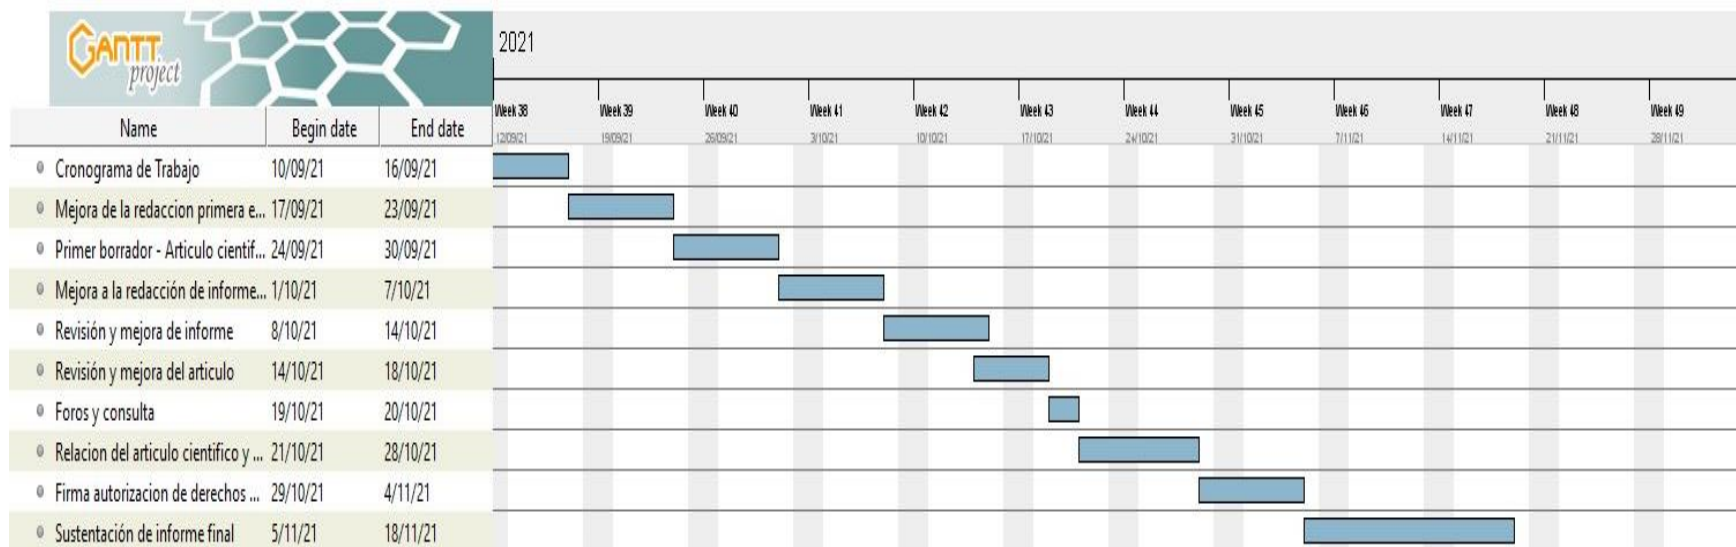 GANTT
project
2021
Week 38 Week 39 Week 40 Week 41 Week 42 Week 43 Week 44 Week 45 Week 46 Week 47 Week 48 Week 49
Name Begin date End date
12/09/21 19/09/21 26/09/21 3/10/21 10/10/21 17/10/21 24/10/21 31/10/21 7/11/21 14/11/21 21/11/21 28/11/21
Cronograma de Trabajo 10/09/21 16/09/21
Mejora de la redaccion primera e... 17/09/21 23/09/21
Primer borrador - Articulo cientif... 24/09/21 30/09/21
Mejora a la redacción de informe... 1/10/21 7/10/21
Revisión y mejora de informe 8/10/21 14/10/21
Revisión y mejora del articulo 14/10/21 18/10/21
Foros y consulta 19/10/21 20/10/21
Relacion del articulo cientifico y ... 21/10/21 28/10/21
Firma autorizacion de derechos ... 29/10/21 4/11/21
Sustentación de informe final 5/11/21 18/11/21